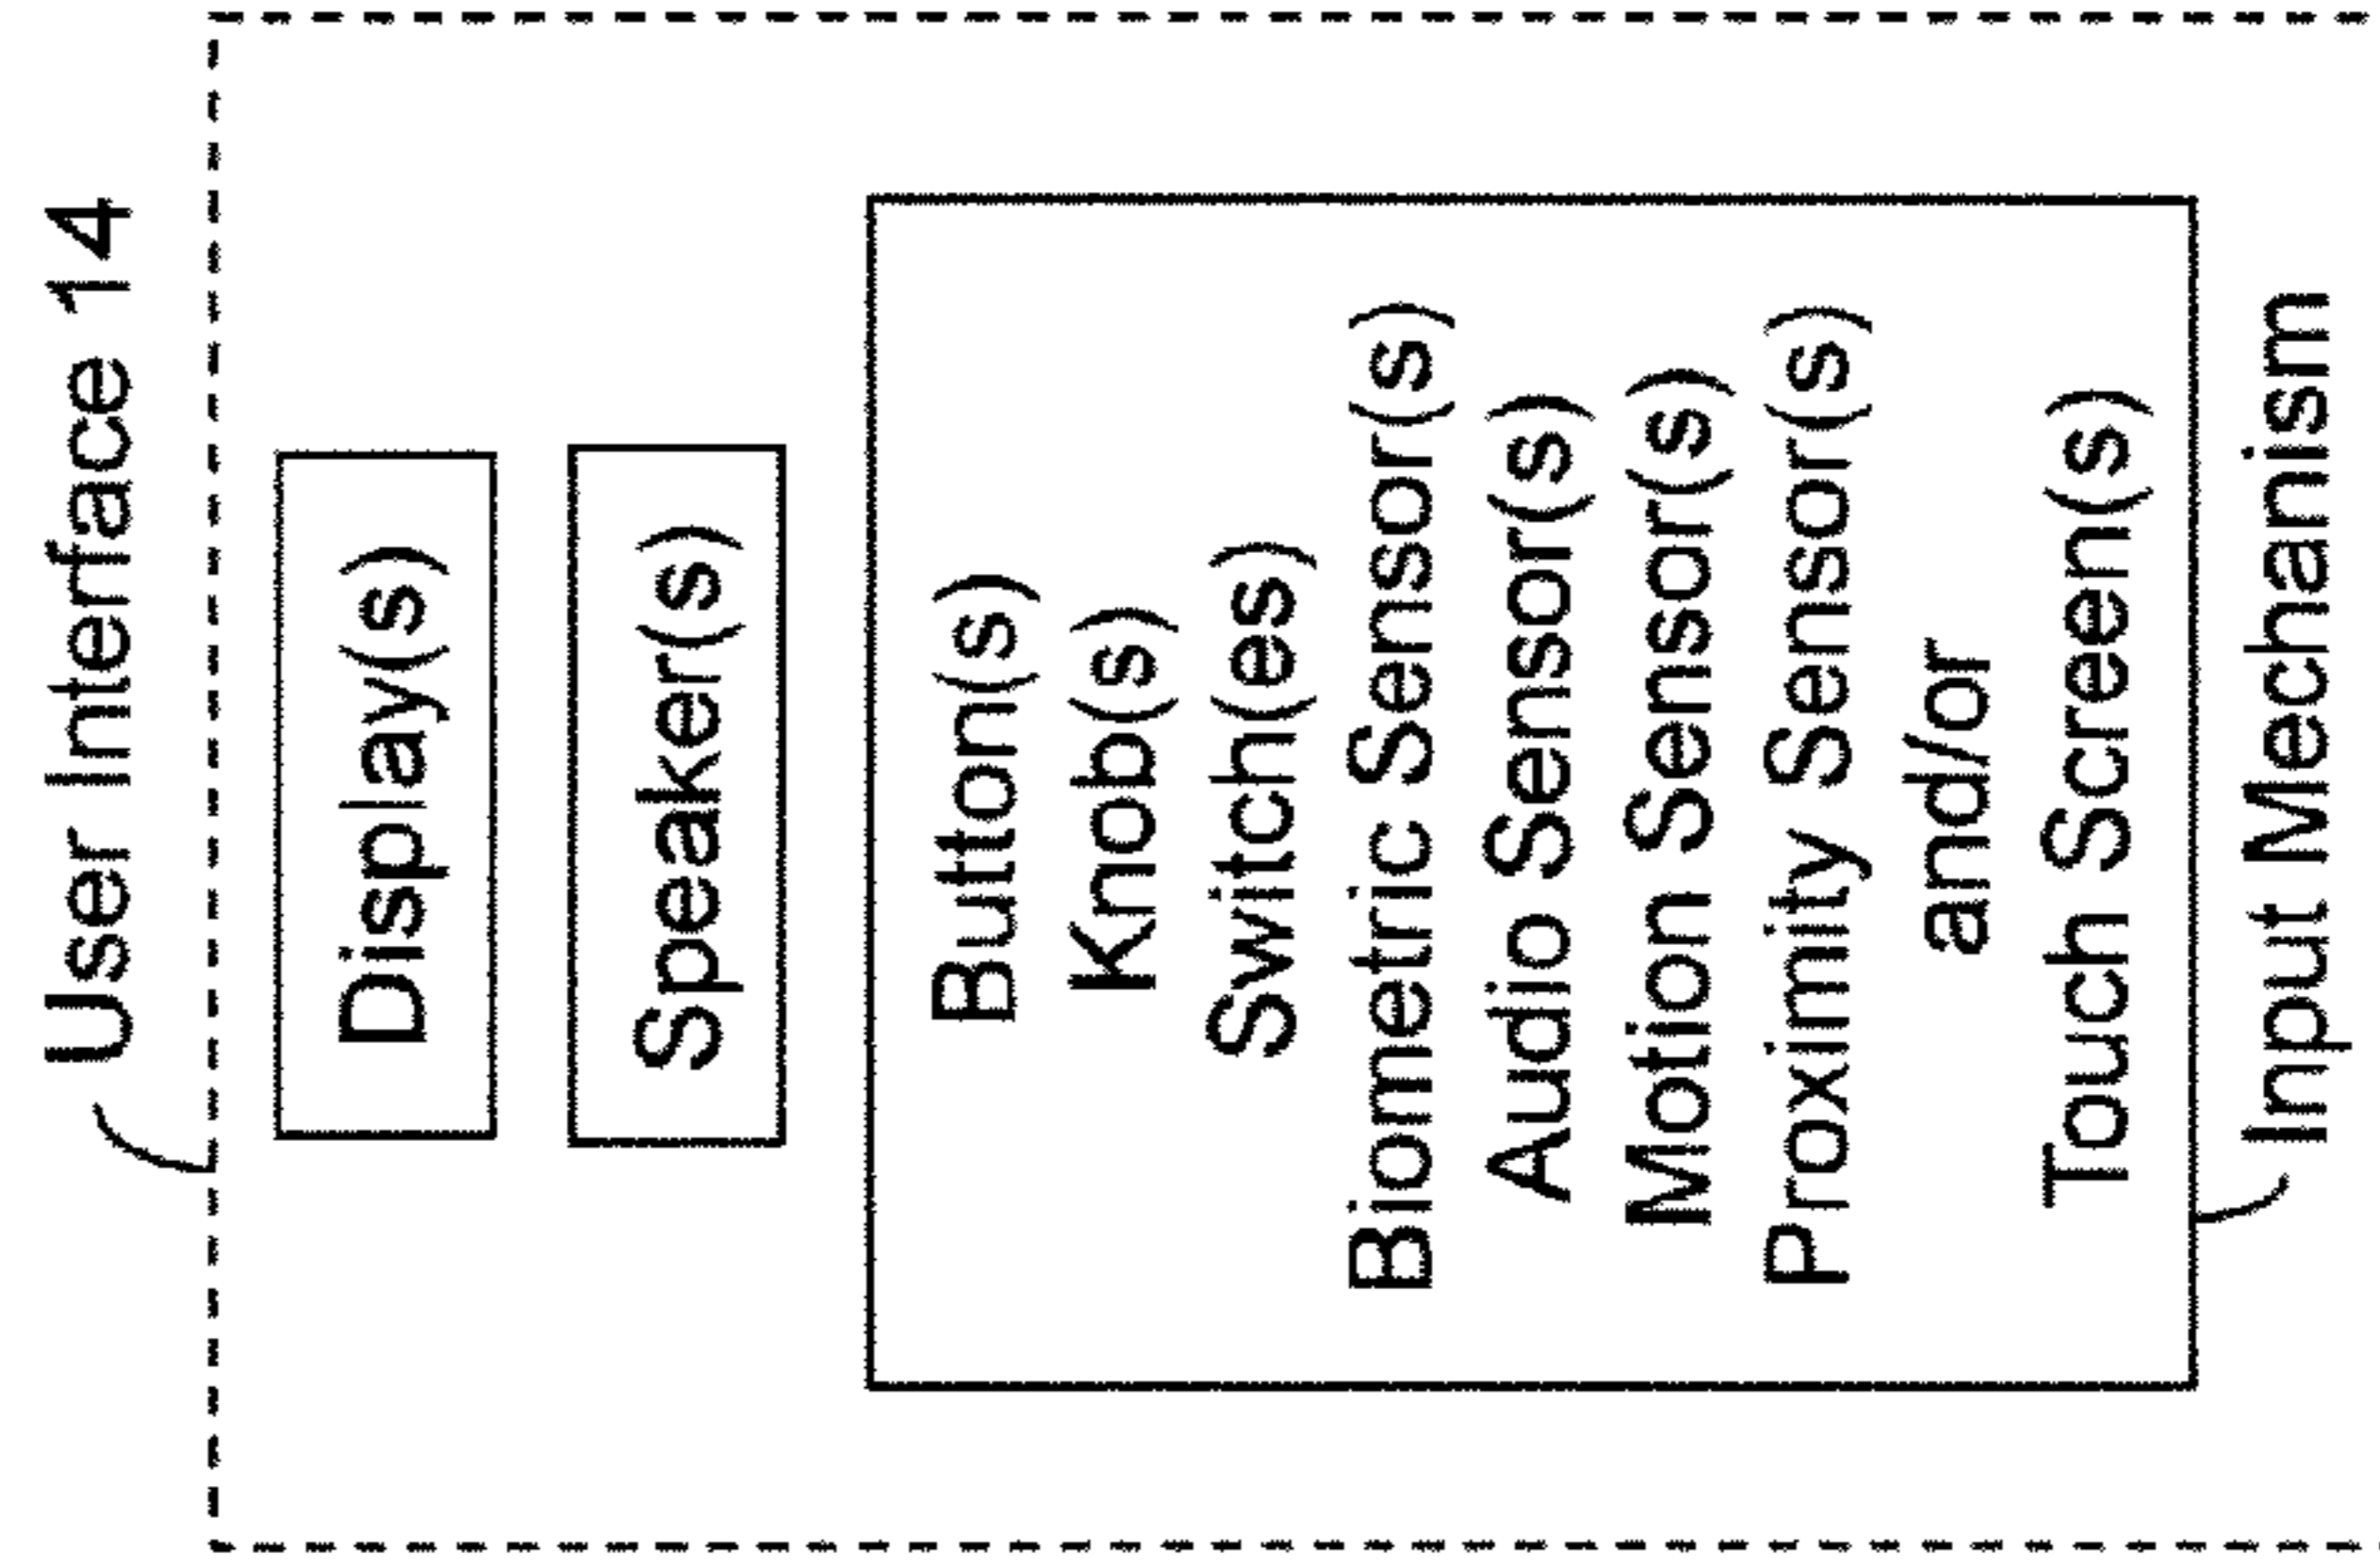 User Interface 14
Display(s)
Speaker(s)
Button(s)
Knob(s)
Switch(es)
Biometric Sensor(s)
Audio Sensor(s)
Motion Sensor(s)
Proximity Sensor(s)
and/or
Touch Screen(s)
Input Mechanism